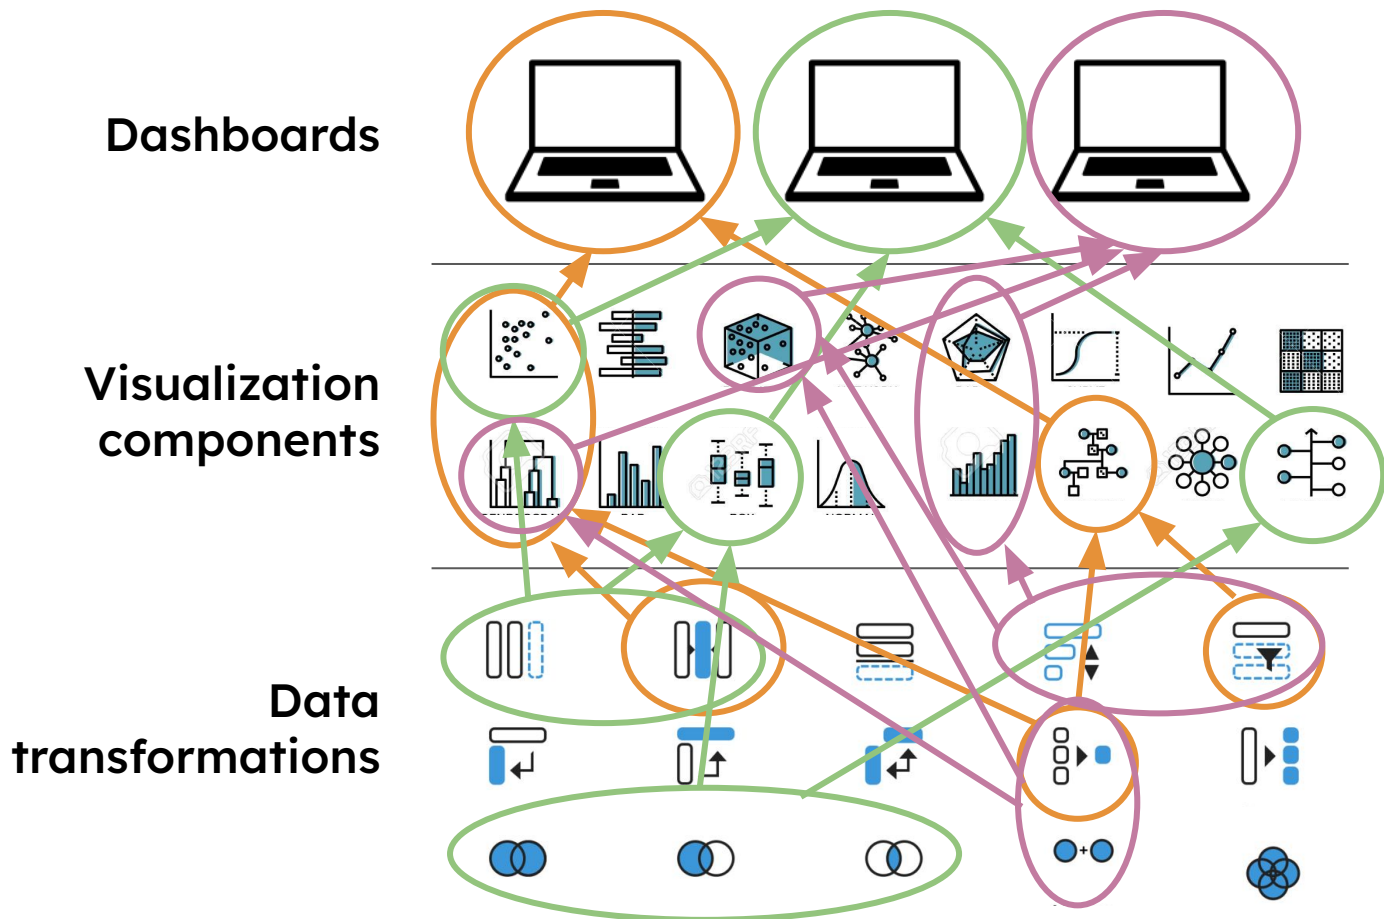 Dashboards
Visualization
components
Data
transformations